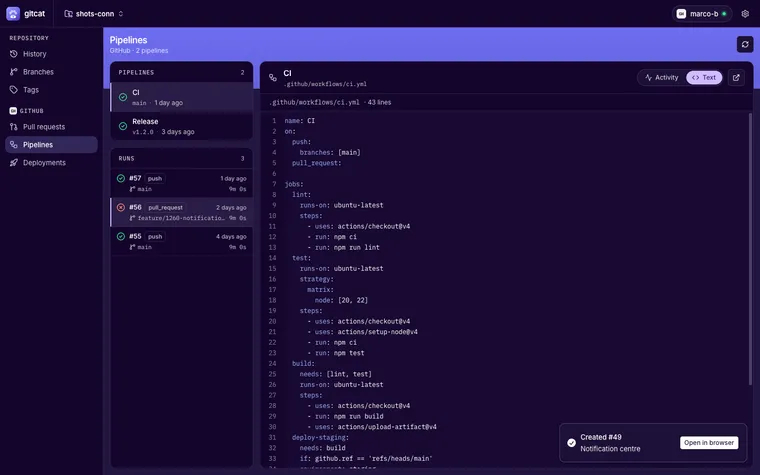 gitcat
shots-conn
marco-b
REPOSITORY
History
Branches
Tags
GITHUB
Pull requests
Pipelines
Deployments
Pipelines
GitHub · 2 pipelines
PIPELINES 2
CI
main · 1 day ago
Release
v1.2.0 · 3 days ago
RUNS 3
#57 push 1 day ago
main 9m 0s
#56 pull_request 2 days ago
feature/1260-notificatio… 9m 0s
#55 push 4 days ago
main 9m 0s
CI
.github/workflows/ci.yml
Activity
Text
.github/workflows/ci.yml · 43 lines
1 name: CI
2 on:
3 push:
4 branches: [main]
5 pull_request:
6
7 jobs:
8 lint:
9 runs-on: ubuntu-latest
10 steps:
11 - uses: actions/checkout@v4
12 - run: npm ci
13 - run: npm run lint
14 test:
15 runs-on: ubuntu-latest
16 strategy:
17 matrix:
18 node: [20, 22]
19 steps:
20 - uses: actions/checkout@v4
21 - uses: actions/setup-node@v4
22 - run: npm ci
23 - run: npm test
24 build:
25 needs: [lint, test]
26 runs-on: ubuntu-latest
27 steps:
28 - uses: actions/checkout@v4
29 - run: npm run build
30 - uses: actions/upload-artifact@v4
31 deploy-staging:
32 needs: build
33 if: github.ref == 'refs/heads/main'
Created #49
Notification centre
Open in browser